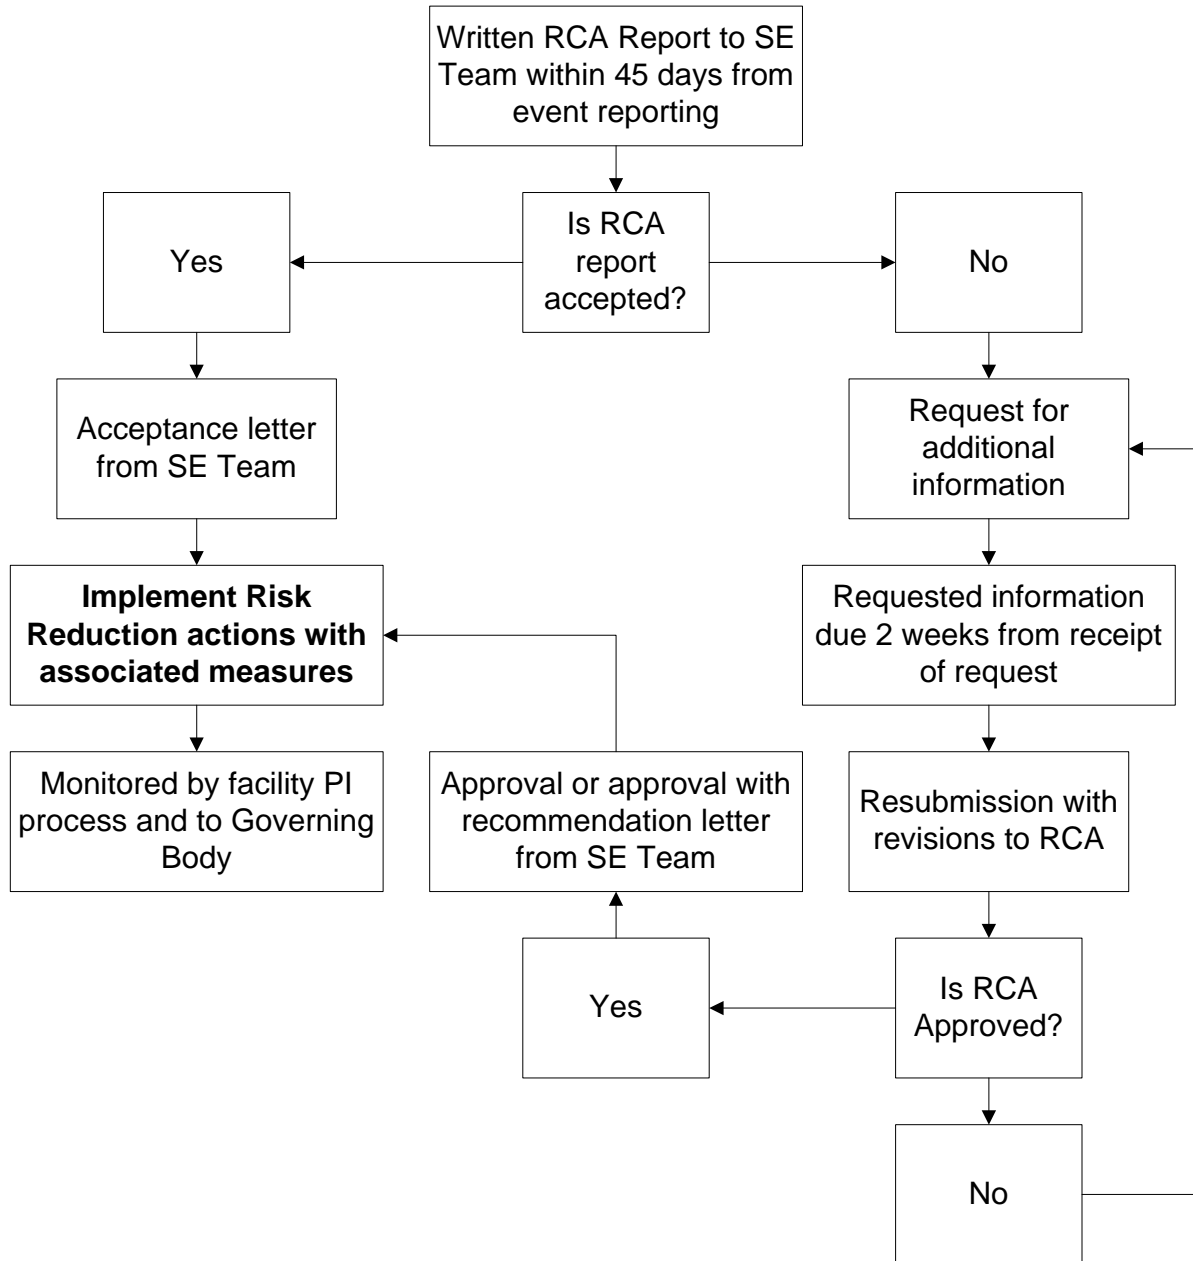 Written RCA Report to SE
Team within 45 days from
event reporting
Yes
Is RCA
report
accepted?
No
Acceptance letter
from SE Team
Request for
additional
information
Implement Risk
Reduction actions with
associated measures
Requested information
due 2 weeks from receipt
of request
Monitored by facility PI
process and to Governing
Body
Approval or approval with
recommendation letter
from SE Team
Resubmission with
revisions to RCA
Yes
Is RCA
Approved?
No